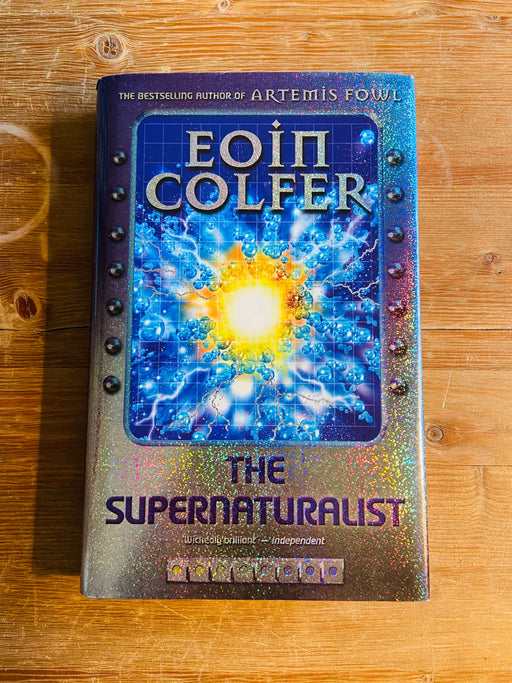 THE BESTSELLING AUTHOR OF ARTEMIS FOWL
EOIN
COLFER
THE
SUPERNATURALIST
'Wickedly brilliant' – Independent